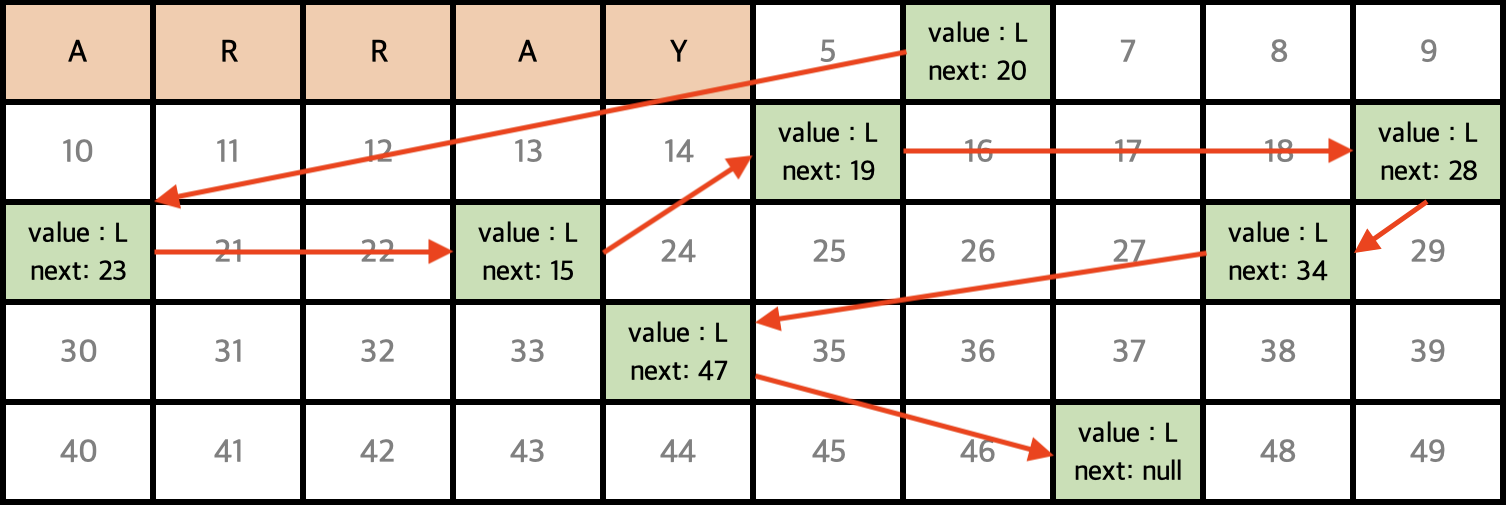 A R R A Y 5 value : L 7 8 9
next: 20
10 11 12 13 14 value : L 16 17 18 value : L
next: 19 next: 28
value : L 21 22 value : L 24 25 26 27 value : L 29
next: 23 next: 15 next: 34
30 31 32 33 value : L 35 36 37 38 39
next: 47
40 41 42 43 44 45 46 value : L 48 49
next: null